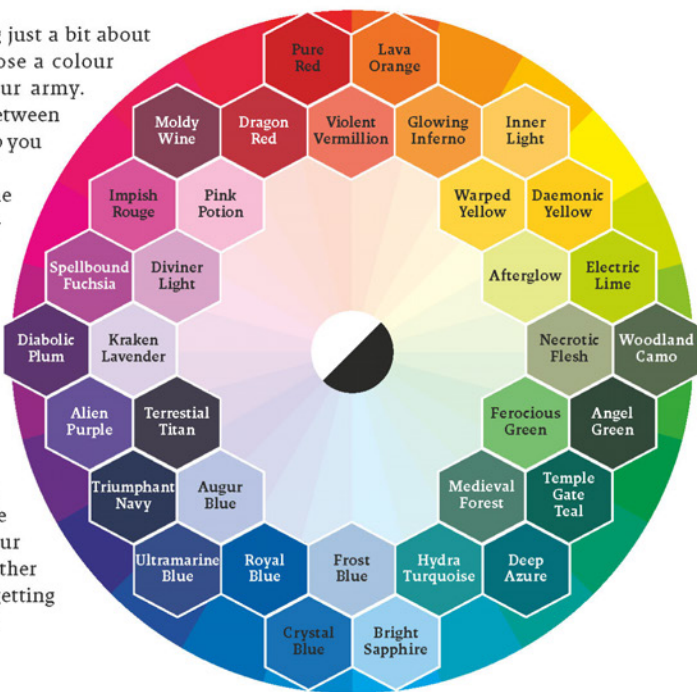 g just a bit about
ose a colour
ur army.
etween
o you
e
e
ur
ther
getting
Pure
Red
Lava
Orange
Moldy
Wine
Dragon
Red
Violent
Vermillion
Glowing
Inferno
Inner
Light
Impish
Rouge
Pink
Potion
Warped
Yellow
Daemonic
Yellow
Spellbound
Fuchsia
Diviner
Light
Afterglow
Electric
Lime
Diabolic
Plum
Kraken
Lavender
Necrotic
Flesh
Woodland
Camo
Alien
Purple
Terrestial
Titan
Ferocious
Green
Angel
Green
Triumphant
Navy
Augur
Blue
Medieval
Forest
Temple
Gate
Teal
Ultramarine
Blue
Royal
Blue
Frost
Blue
Hydra
Turquoise
Deep
Azure
Crystal
Blue
Bright
Sapphire